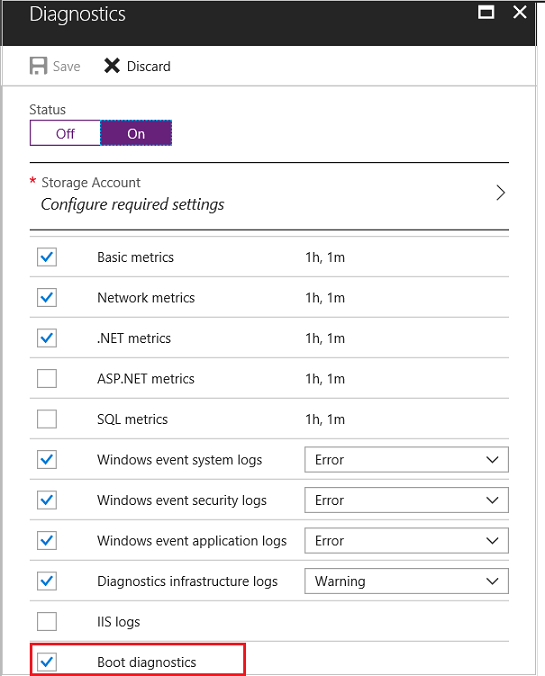 Diagnostics
Save Discard
Status
Off On
* Storage Account
Configure required settings
Basic metrics 1h, 1m
Network metrics 1h, 1m
.NET metrics 1h, 1m
ASP.NET metrics 1h, 1m
SQL metrics 1h, 1m
Windows event system logs Error
Windows event security logs Error
Windows event application logs Error
Diagnostics infrastructure logs Warning
IIS logs
Boot diagnostics